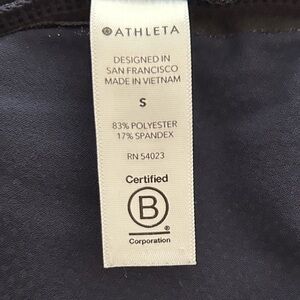 ATHLETA
DESIGNED IN
SAN FRANCISCO
MADE IN VIETNAM
S
83% POLYESTER
17% SPANDEX
RN 54023
Certified
B
®
Corporation